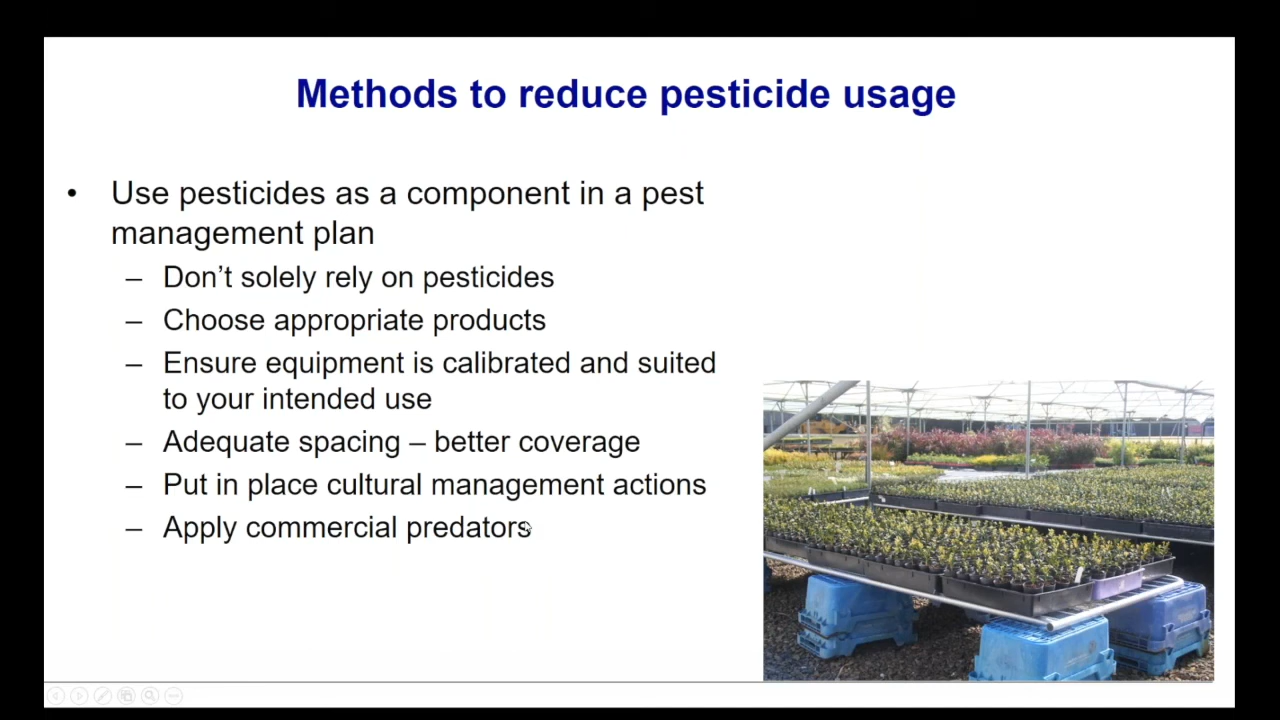 Methods to reduce pesticide usage
• Use pesticides as a component in a pest
management plan
– Don’t solely rely on pesticides
– Choose appropriate products
– Ensure equipment is calibrated and suited
to your intended use
– Adequate spacing – better coverage
– Put in place cultural management actions
– Apply commercial predators